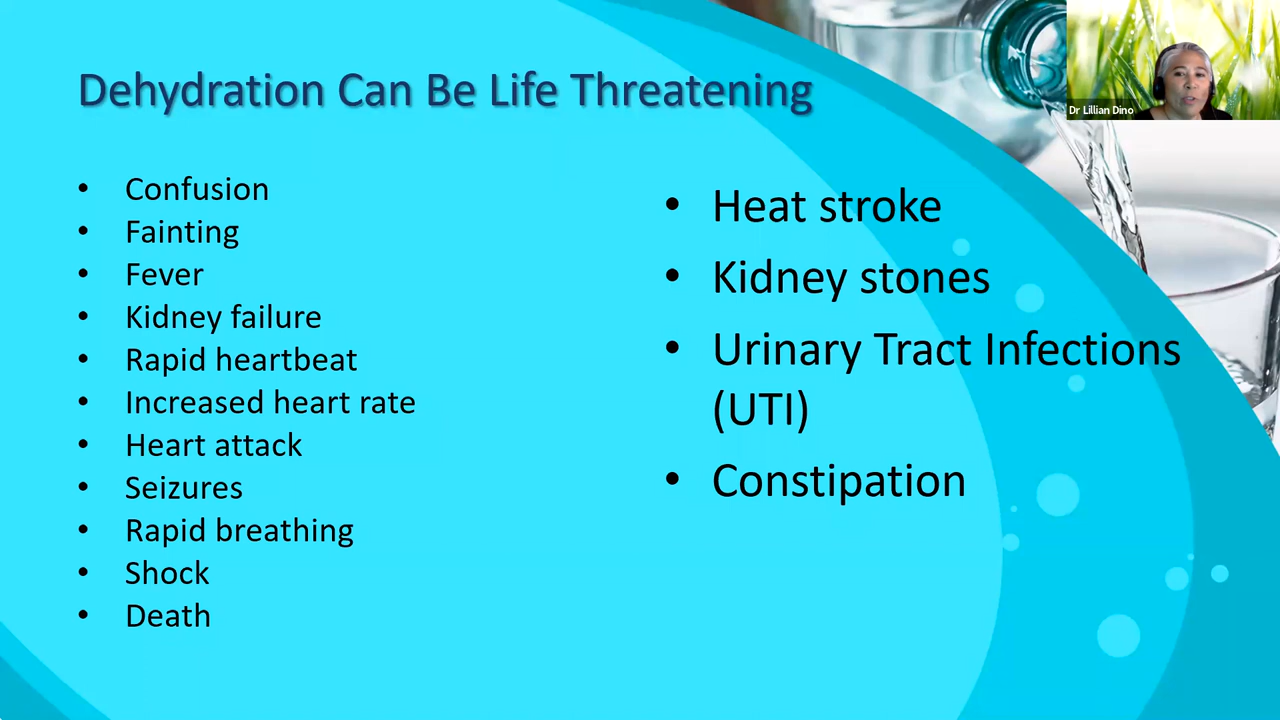 Dehydration Can Be Life Threatening
• Confusion
• Fainting
• Fever
• Kidney failure
• Rapid heartbeat
• Increased heart rate
• Heart attack
• Seizures
• Rapid breathing
• Shock
• Death
• Heat stroke
• Kidney stones
• Urinary Tract Infections
(UTI)
• Constipation
Dr Lillian Dino